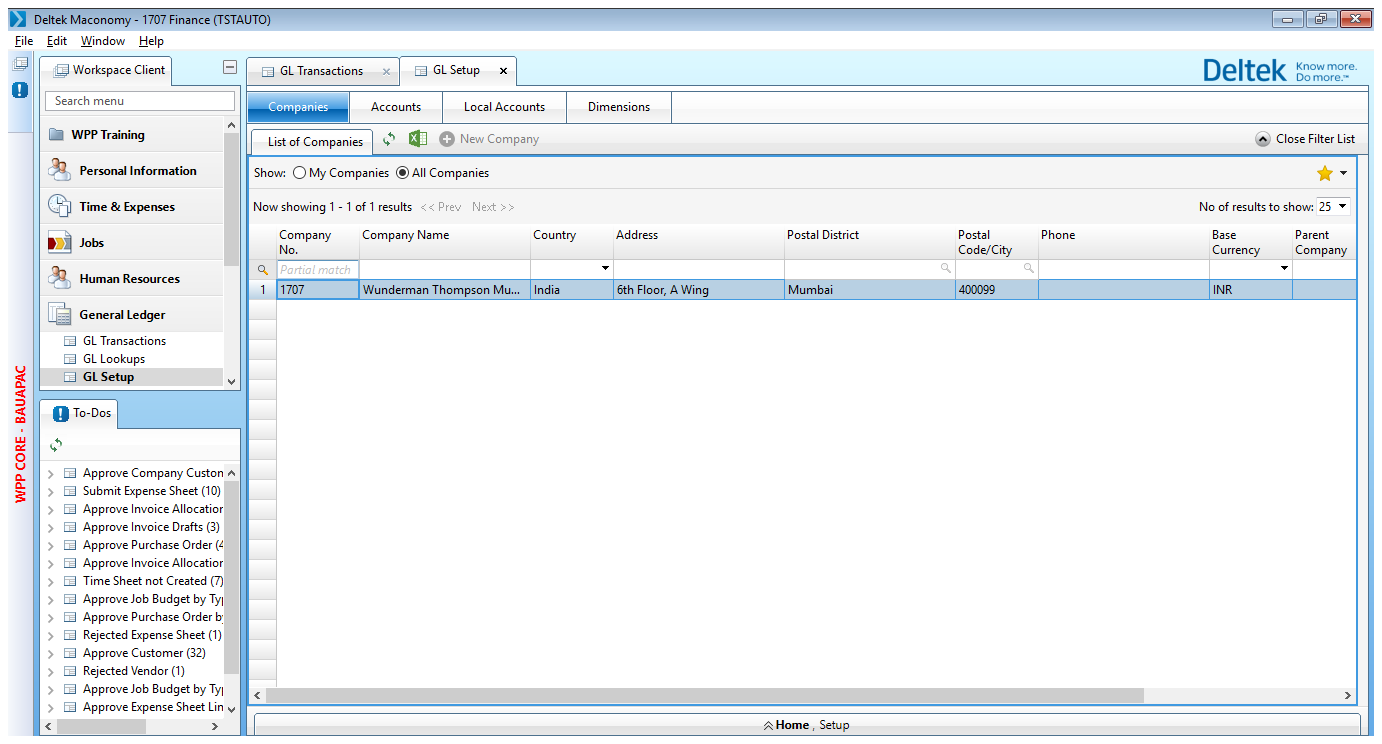 Deltek Maconomy - 1707 Finance (TSTAUTO)
File Edit Window Help
WPP CORE - BAUAPAC
Workspace Client
Search menu
WPP Training
Personal Information
Time & Expenses
Jobs
Human Resources
General Ledger
GL Transactions
GL Lookups
GL Setup
To-Dos
Approve Company Custon
Submit Expense Sheet (10)
Approve Invoice Allocation
Approve Invoice Drafts (3)
Approve Purchase Order (4
Approve Invoice Allocation
Time Sheet not Created (7)
Approve Job Budget by Typ
Approve Purchase Order by
Rejected Expense Sheet (1)
Approve Customer (32)
Rejected Vendor (1)
Approve Job Budget by Typ
Approve Expense Sheet Lin
GL Transactions GL Setup
Deltek Know more. Do more.™
Companies Accounts Local Accounts Dimensions
List of Companies New Company Close Filter List
Show: My Companies All Companies
Now showing 1 - 1 of 1 results << Prev Next >> No of results to show: 25
Company No. Company Name Country Address Postal District Postal Code/City Phone Base Currency Parent Company
Partial match
1 1707 Wunderman Thompson Mu... India 6th Floor, A Wing Mumbai 400099 INR
Home , Setup